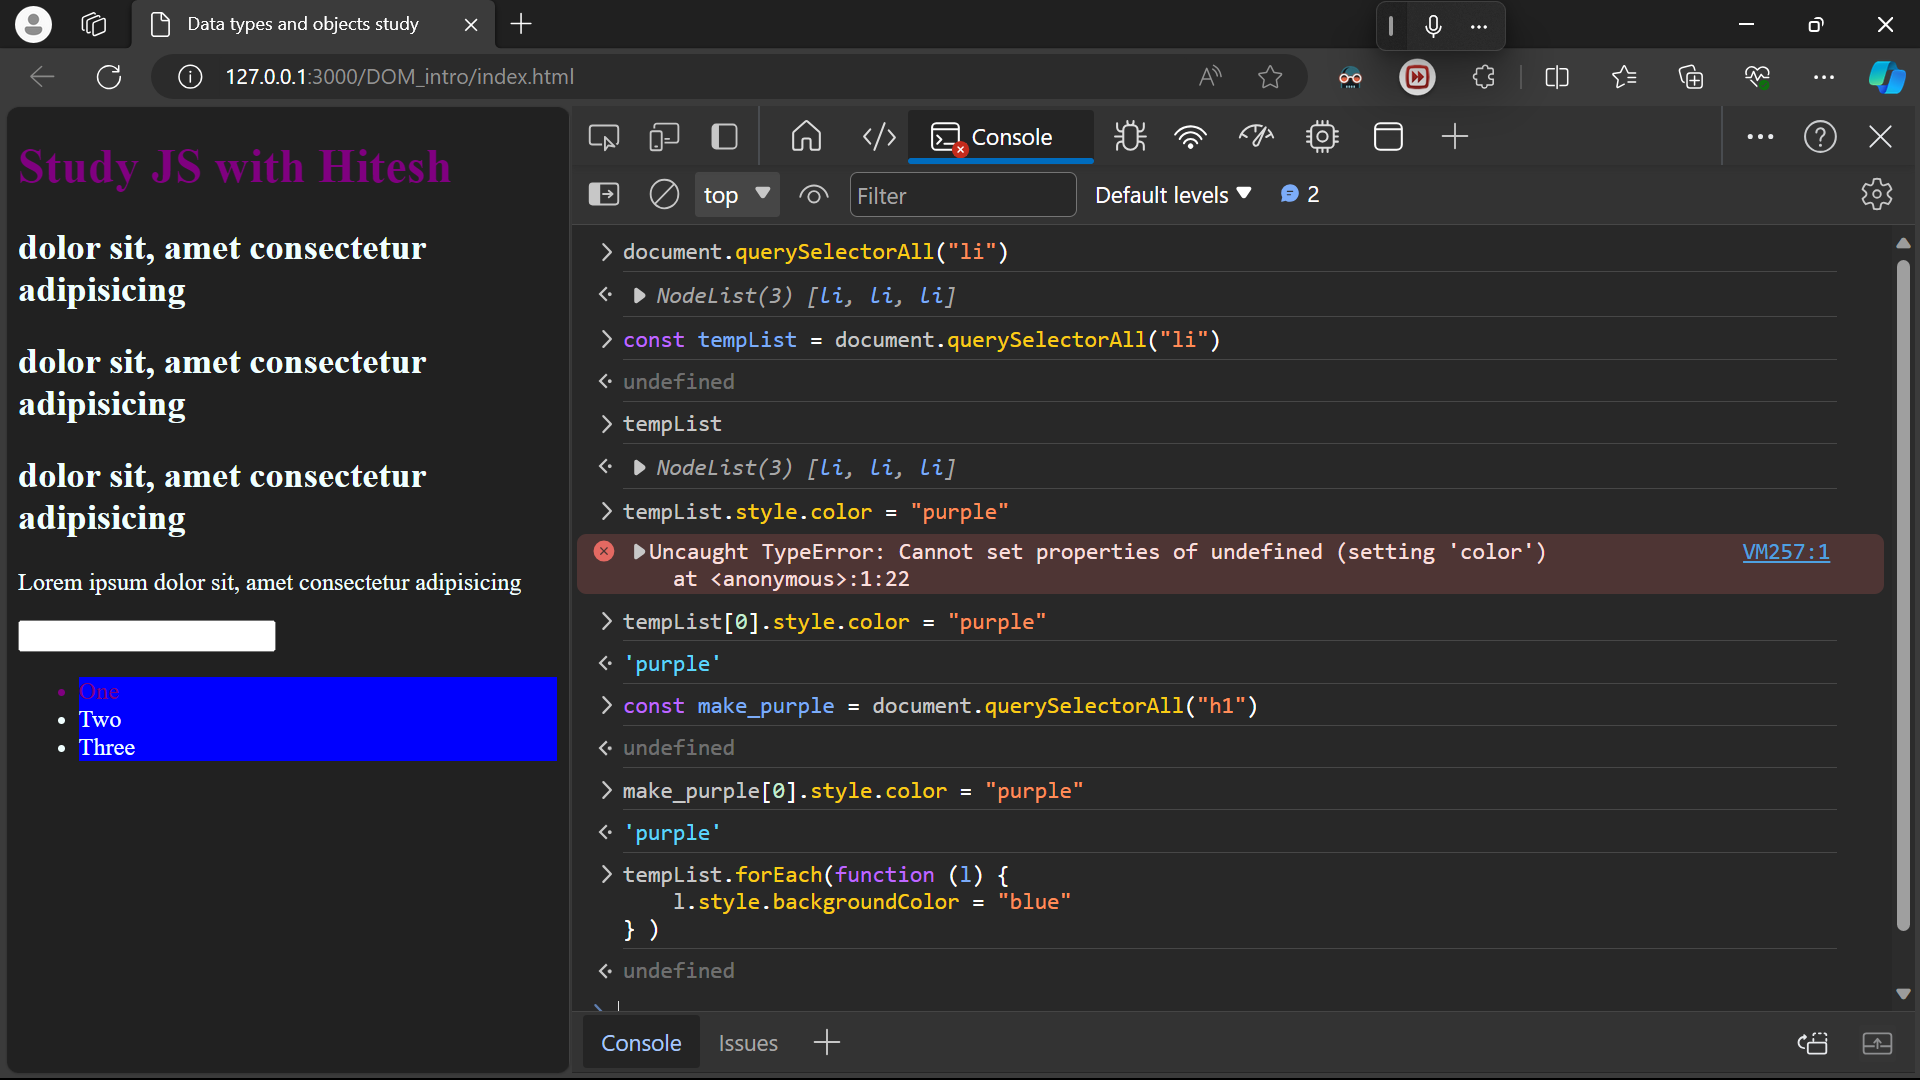 Data types and objects study
127.0.0.1:3000/DOM_intro/index.html
Study JS with Hitesh
dolor sit, amet consectetur
adipisicing
dolor sit, amet consectetur
adipisicing
dolor sit, amet consectetur
adipisicing
Lorem ipsum dolor sit, amet consectetur adipisicing
One
Two
Three
Console
top
Filter
Default levels
2
document.querySelectorAll("li")
NodeList(3) [li, li, li]
const tempList = document.querySelectorAll("li")
undefined
tempList
NodeList(3) [li, li, li]
tempList.style.color = "purple"
Uncaught TypeError: Cannot set properties of undefined (setting 'color') VM257:1
at <anonymous>:1:22
tempList[0].style.color = "purple"
'purple'
const make_purple = document.querySelectorAll("h1")
undefined
make_purple[0].style.color = "purple"
'purple'
tempList.forEach(function (l) {
l.style.backgroundColor = "blue"
} )
undefined
Console
Issues